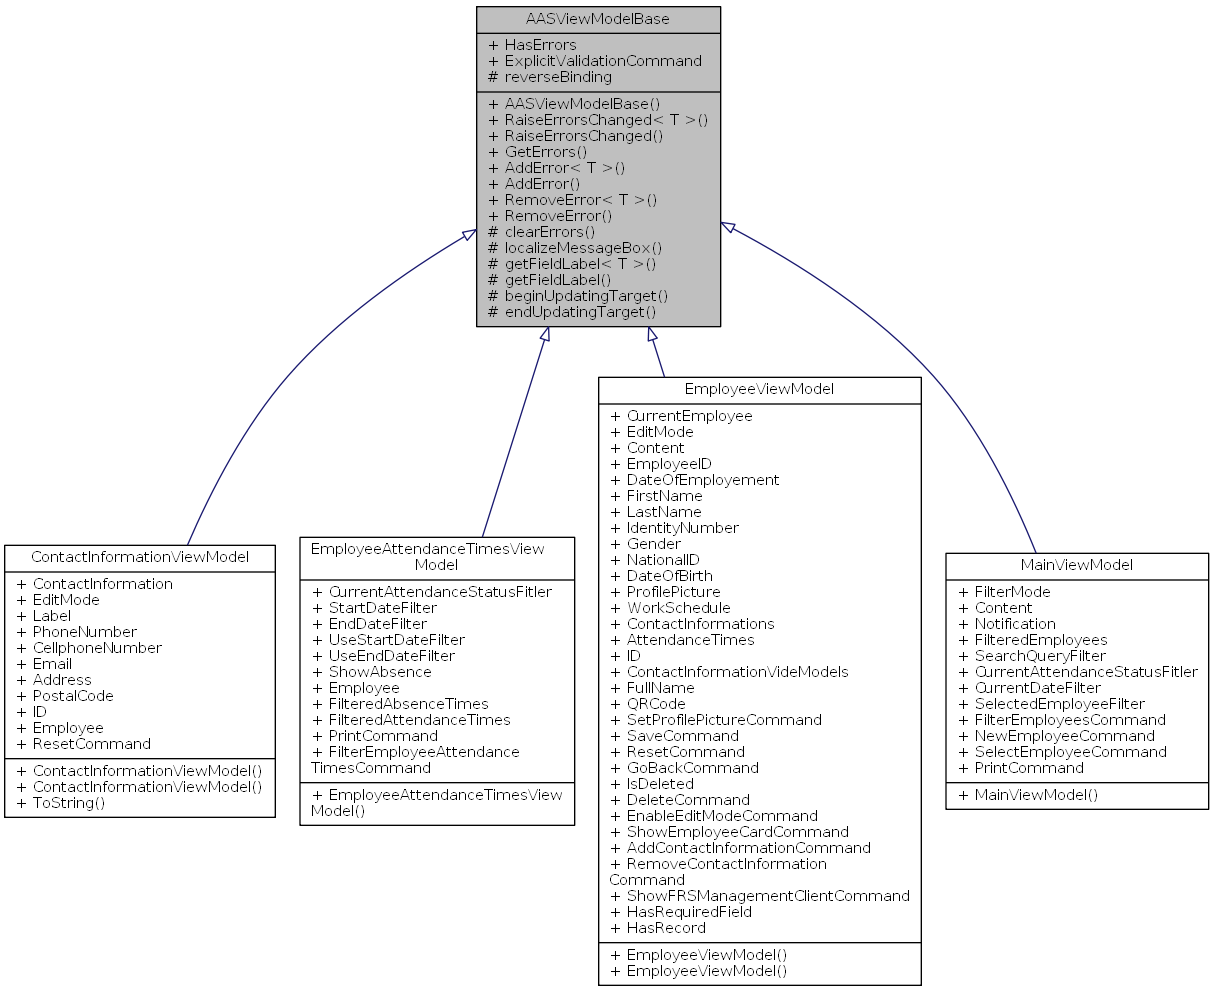 AASViewModelBase
+ HasErrors
+ ExplicitValidationCommand
# reverseBinding
+ AASViewModelBase()
+ RaiseErrorsChanged< T >()
+ RaiseErrorsChanged()
+ GetErrors()
+ AddError< T >()
+ AddError()
+ RemoveError< T >()
+ RemoveError()
# clearErrors()
# localizeMessageBox()
# getFieldLabel< T >()
# getFieldLabel()
# beginUpdatingTarget()
# endUpdatingTarget()
ContactInformationViewModel
+ ContactInformation
+ EditMode
+ Label
+ PhoneNumber
+ CellphoneNumber
+ Email
+ Address
+ PostalCode
+ ID
+ Employee
+ ResetCommand
+ ContactInformationViewModel()
+ ContactInformationViewModel()
+ ToString()
EmployeeAttendanceTimesView
Model
+ CurrentAttendanceStatusFitler
+ StartDateFilter
+ EndDateFilter
+ UseStartDateFilter
+ UseEndDateFilter
+ ShowAbsence
+ Employee
+ FilteredAbsenceTimes
+ FilteredAttendanceTimes
+ PrintCommand
+ FilterEmployeeAttendance
TimesCommand
+ EmployeeAttendanceTimesView
Model()
EmployeeViewModel
+ CurrentEmployee
+ EditMode
+ Content
+ EmployeeID
+ DateOfEmployement
+ FirstName
+ LastName
+ IdentityNumber
+ Gender
+ NationalID
+ DateOfBirth
+ ProfilePicture
+ WorkSchedule
+ ContactInformations
+ AttendanceTimes
+ ID
+ ContactInformationVideModels
+ FullName
+ QRCode
+ SetProfilePictureCommand
+ SaveCommand
+ ResetCommand
+ GoBackCommand
+ IsDeleted
+ DeleteCommand
+ EnableEditModeCommand
+ ShowEmployeeCardCommand
+ AddContactInformationCommand
+ RemoveContactInformation
Command
+ ShowFRSManagementClientCommand
+ HasRequiredField
+ HasRecord
+ EmployeeViewModel()
+ EmployeeViewModel()
MainViewModel
+ FilterMode
+ Content
+ Notification
+ FilteredEmployees
+ SearchQueryFilter
+ CurrentAttendanceStatusFitler
+ CurrentDateFilter
+ SelectedEmployeeFilter
+ FilterEmployeesCommand
+ NewEmployeeCommand
+ SelectEmployeeCommand
+ PrintCommand
+ MainViewModel()